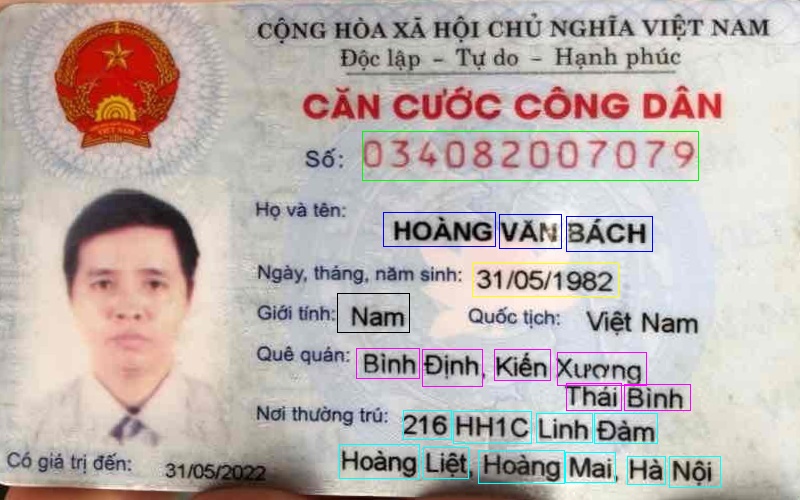 CỘNG HÒA XÃ HỘI CHỦ NGHĨA VIỆT NAM
Độc lập - Tự do - Hạnh phúc
CĂN CƯỚC CÔNG DÂN
Số: 034082007079
Họ và tên:
HOÀNG VĂN BÁCH
Ngày, tháng, năm sinh: 31/05/1982
Giới tính: Nam Quốc tịch: Việt Nam
Quê quán: Bình Định, Kiến Xương
Thái Bình
Nơi thường trú: 216 HH1C Linh Đàm
Hoàng Liệt, Hoàng Mai, Hà Nội
Có giá trị đến: 31/05/2022